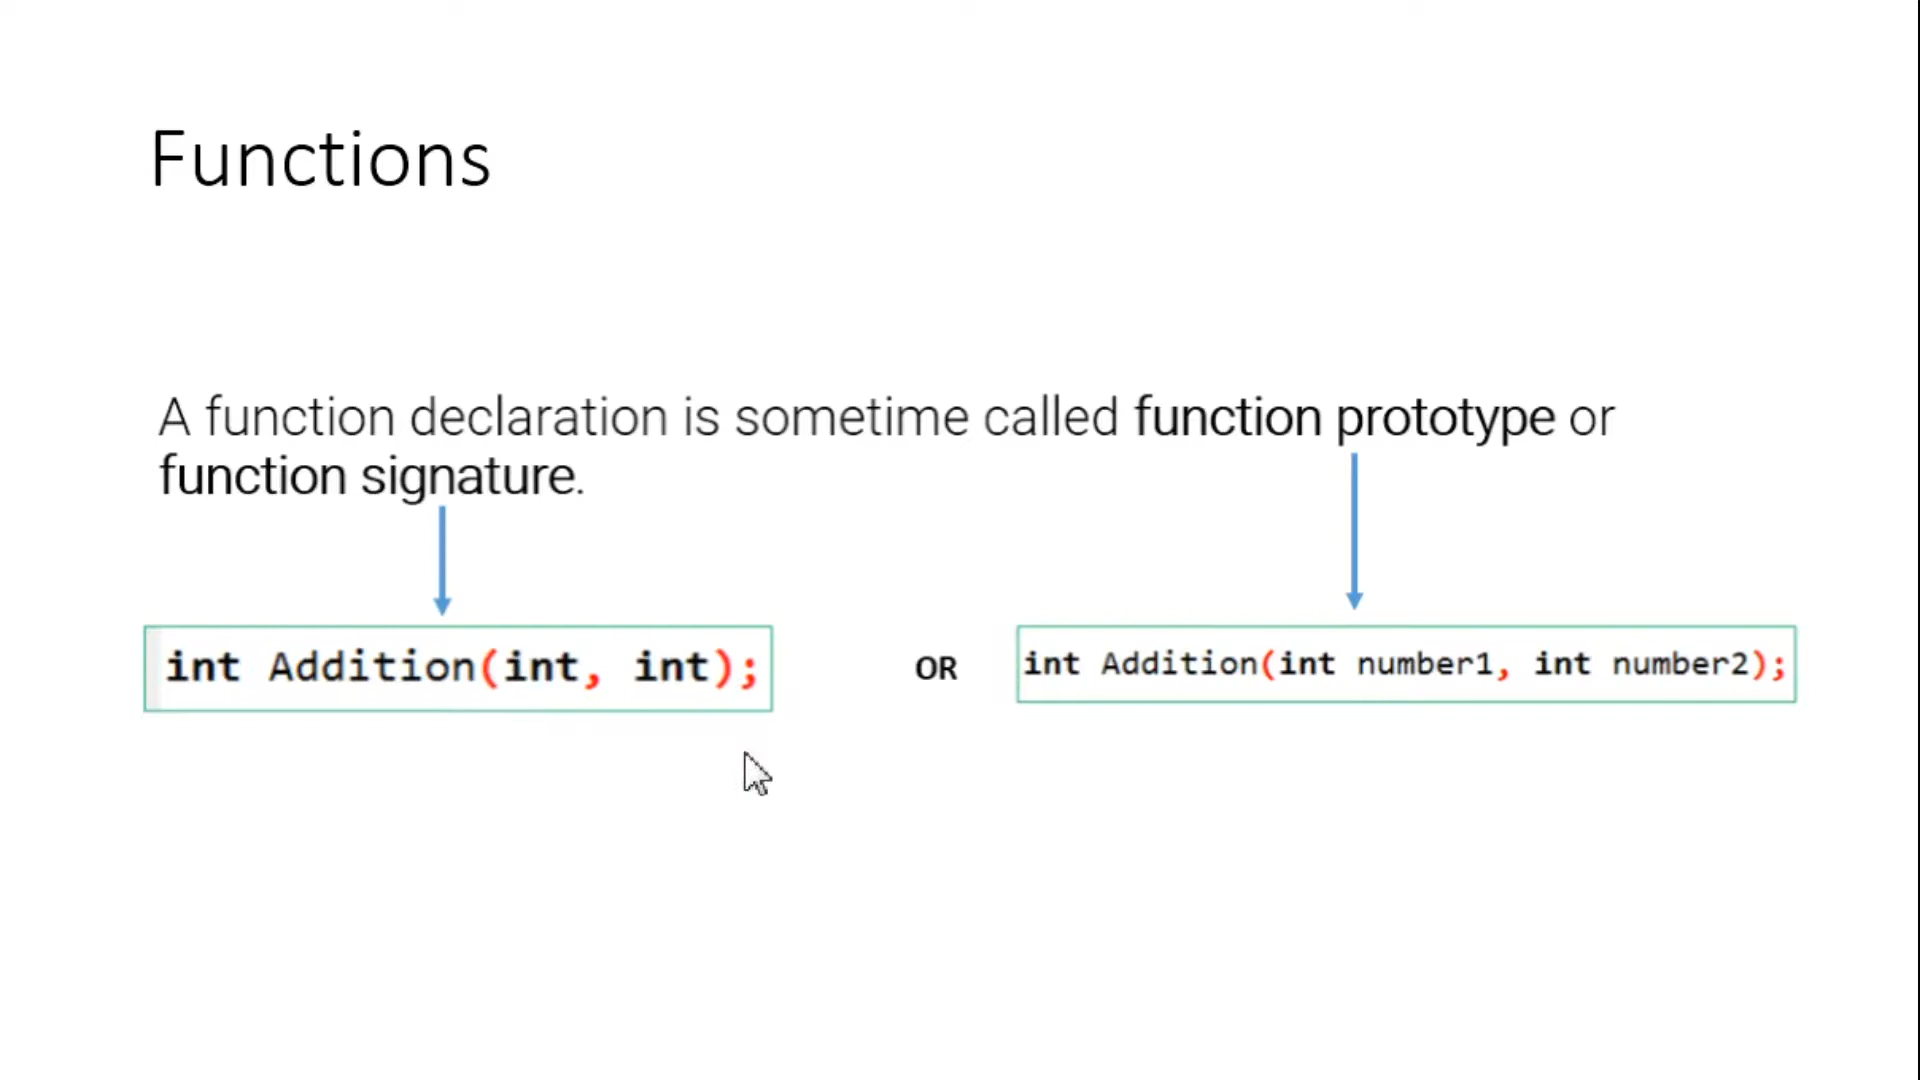 Functions
A function declaration is sometime called function prototype or
function signature.
int Addition(int, int);
OR
int Addition(int number1, int number2);